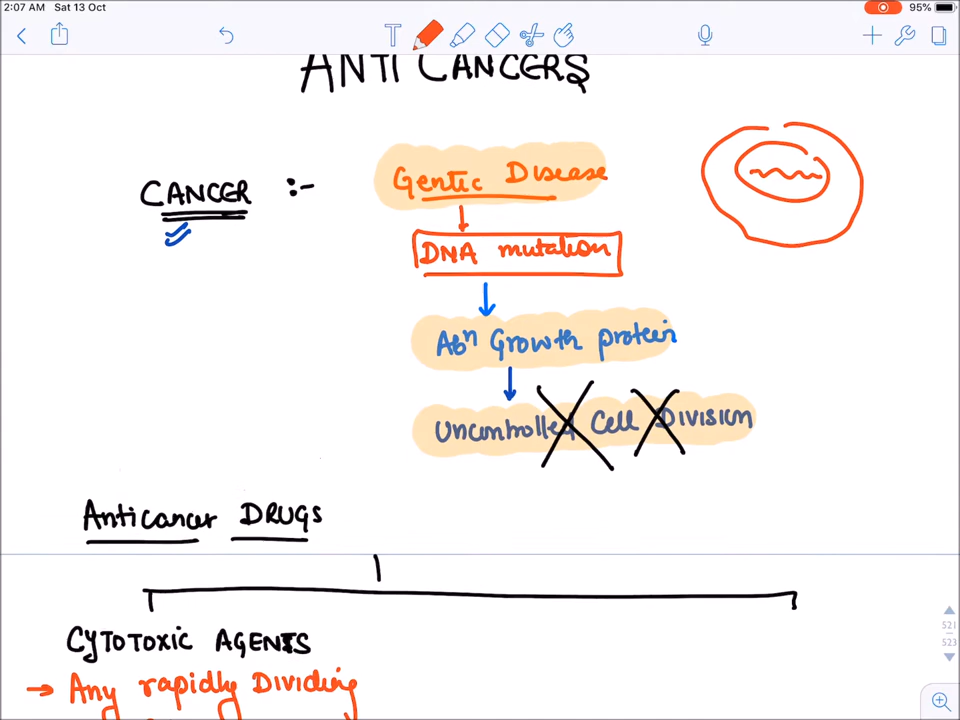 2:07 AM Sat 13 Oct
95%
T
ANTI CANCERS
CANCER :-
Gentic Disease
DNA mutation
Abⁿ Growth protein
Uncontrolled Cell Division
Anticancer DRUGS
521
523
CYTOTOXIC AGENTS
→ Any rapidly Dividing